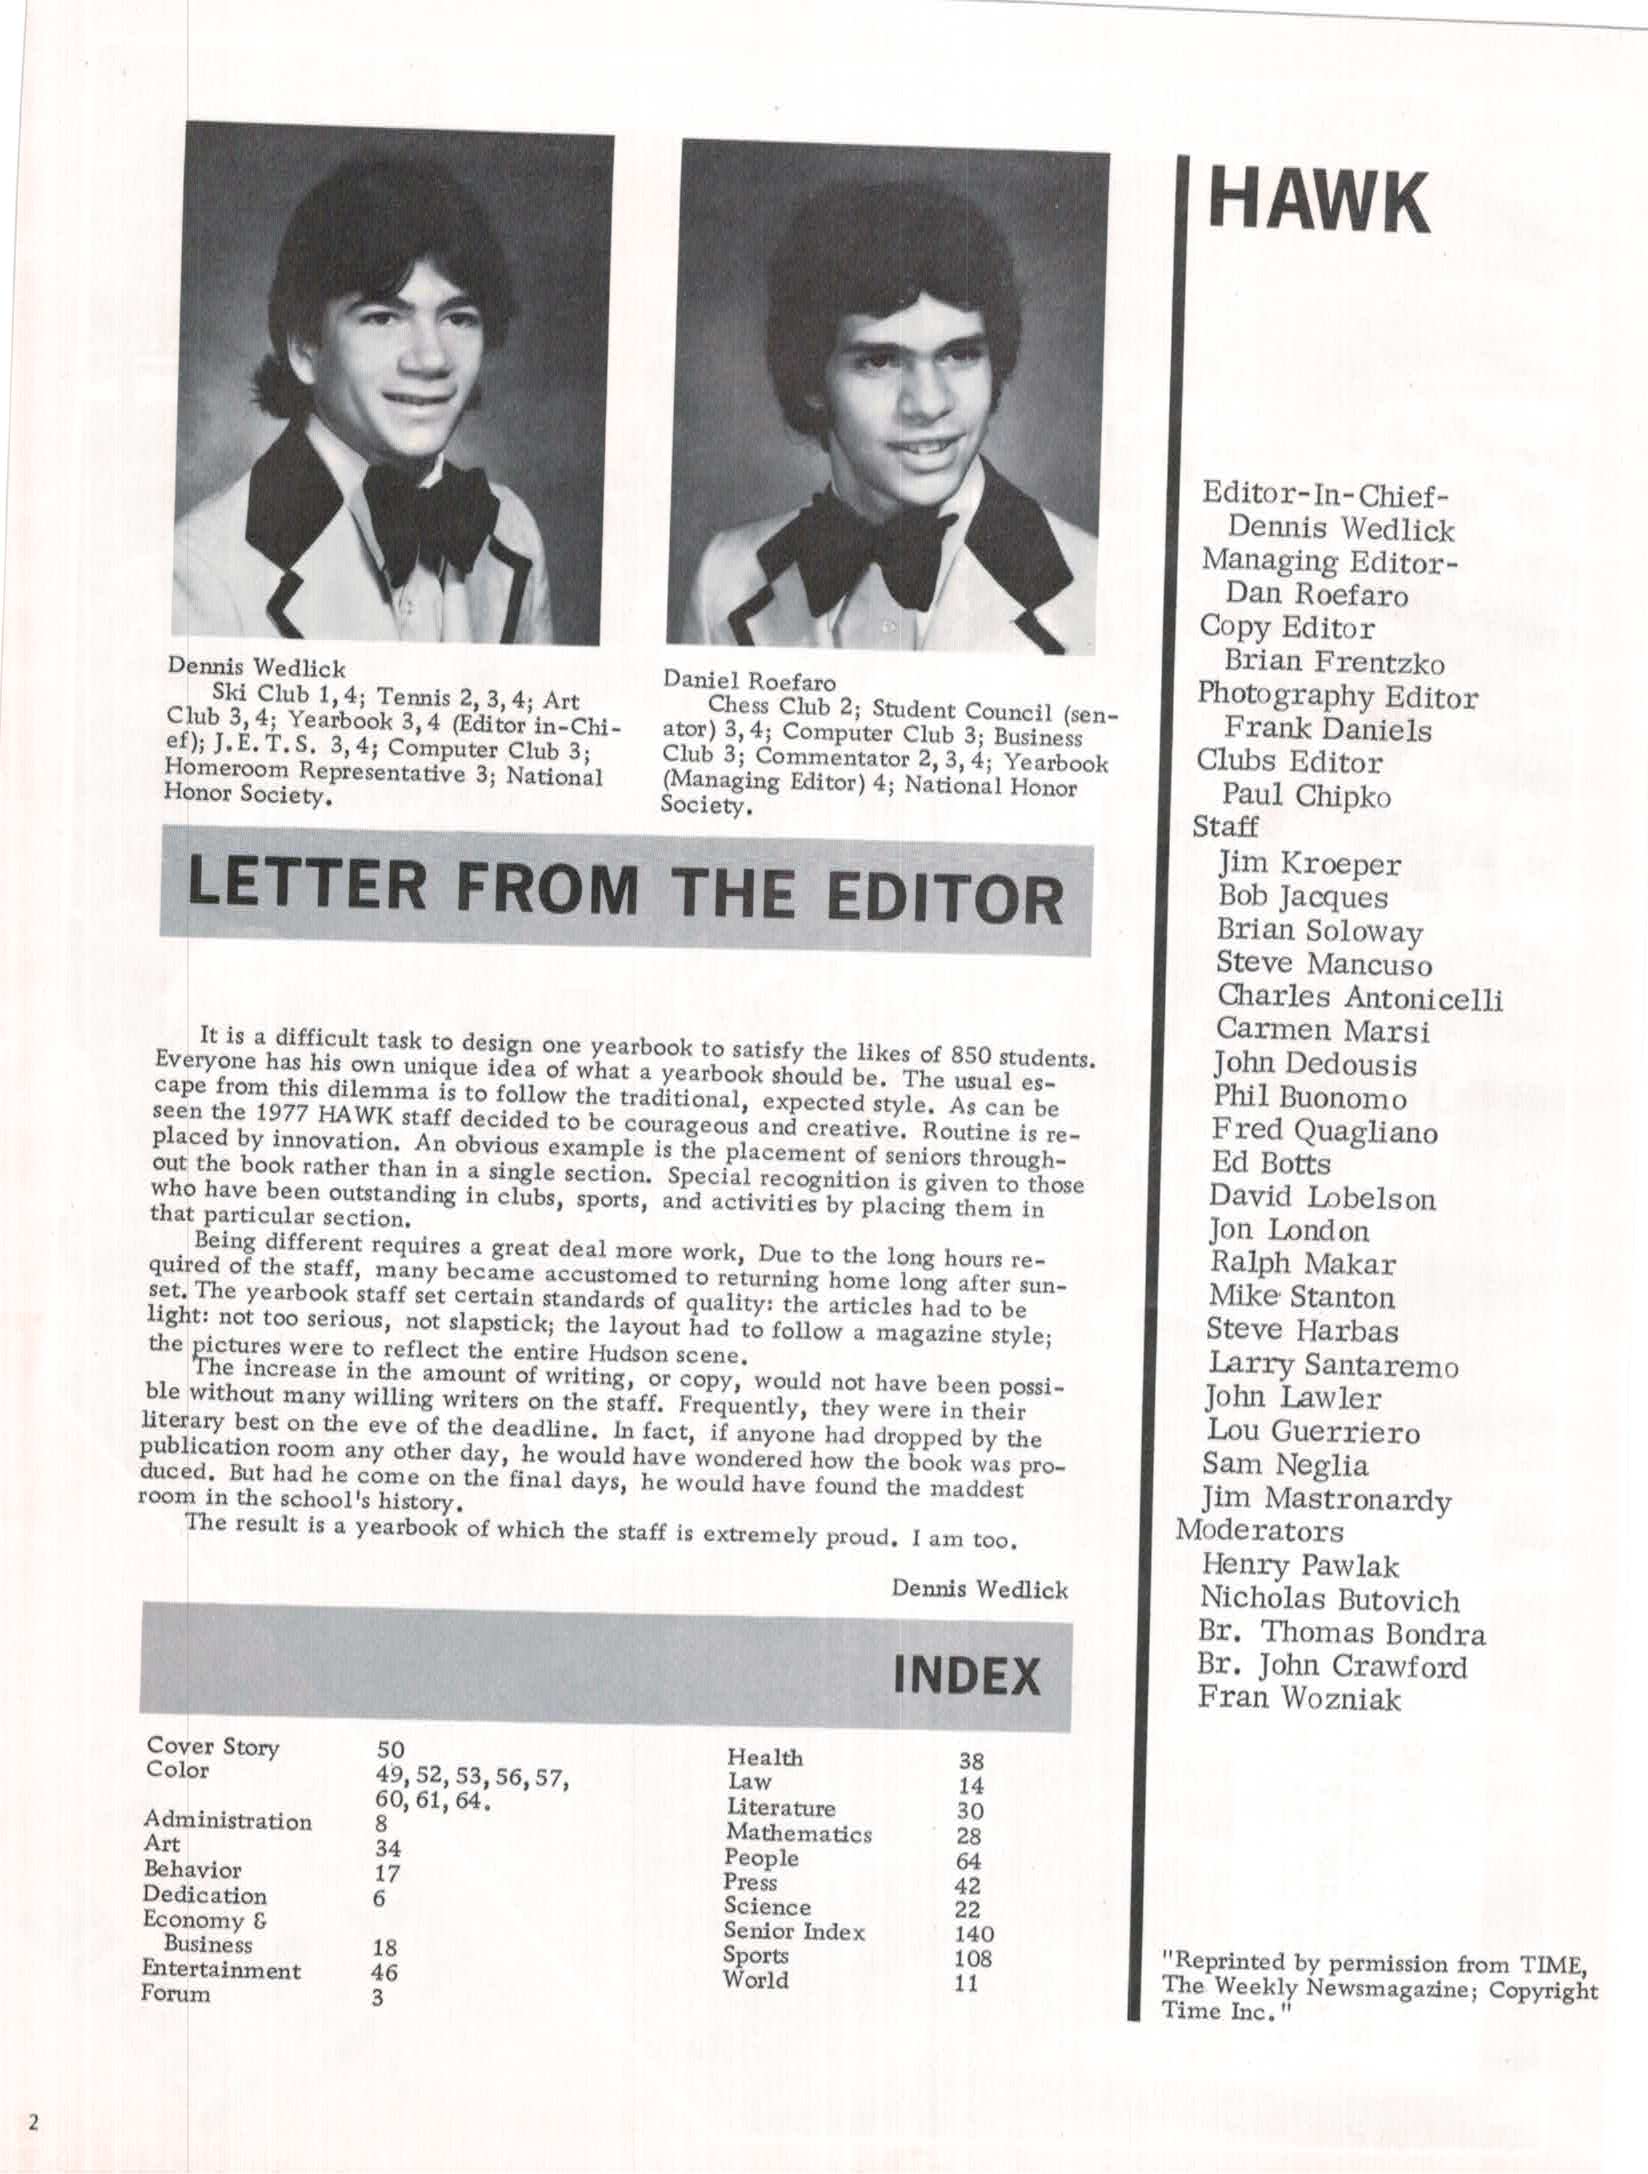 Dennis Wedlick
Ski Club 1, 4; Tennis 2, 3, 4; Art
Club 3, 4; Yearbook 3, 4 (Editor in-Chi-
ef); J.E.T.S. 3, 4; Computer Club 3;
Homeroom Representative 3; National
Honor Society.
Daniel Roefaro
Chess Club 2; Student Council (sen-
ator) 3, 4; Computer Club 3; Business
Club 3; Commentator 2, 3, 4; Yearbook
(Managing Editor) 4; National Honor
Society.
LETTER FROM THE EDITOR
It is a difficult task to design one yearbook to satisfy the likes of 850 students.
Everyone has his own unique idea of what a yearbook should be. The usual es-
cape from this dilemma is to follow the traditional, expected style. As can be
seen the 1977 HAWK staff decided to be courageous and creative. Routine is re-
placed by innovation. An obvious example is the placement of seniors through-
out the book rather than in a single section. Special recognition is given to those
who have been outstanding in clubs, sports, and activities by placing them in
that particular section.
Being different requires a great deal more work, Due to the long hours re-
quired of the staff, many became accustomed to returning home long after sun-
set. The yearbook staff set certain standards of quality: the articles had to be
light: not too serious, not slapstick; the layout had to follow a magazine style;
the pictures were to reflect the entire Hudson scene.
The increase in the amount of writing, or copy, would not have been possi-
ble without many willing writers on the staff. Frequently, they were in their
literary best on the eve of the deadline. In fact, if anyone had dropped by the
publication room any other day, he would have wondered how the book was pro-
duced. But had he come on the final days, he would have found the maddest
room in the school's history.
The result is a yearbook of which the staff is extremely proud. I am too.
Dennis Wedlick
INDEX
Cover Story 50
Color 49, 52, 53, 56, 57,
60, 61, 64.
Administration 8
Art 34
Behavior 17
Dedication 6
Economy &
Business 18
Entertainment 46
Forum 3
Health 38
Law 14
Literature 30
Mathematics 28
People 64
Press 42
Science 22
Senior Index 140
Sports 108
World 11
HAWK
Editor-In-Chief-
Dennis Wedlick
Managing Editor-
Dan Roefaro
Copy Editor
Brian Frentzko
Photography Editor
Frank Daniels
Clubs Editor
Paul Chipko
Staff
Jim Kroeper
Bob Jacques
Brian Soloway
Steve Mancuso
Charles Antonicelli
Carmen Marsi
John Dedousis
Phil Buonomo
Fred Quagliano
Ed Botts
David Lobelson
Jon London
Ralph Makar
Mike Stanton
Steve Harbas
Larry Santaremo
John Lawler
Lou Guerriero
Sam Neglia
Jim Mastronardy
Moderators
Henry Pawlak
Nicholas Butovich
Br. Thomas Bondra
Br. John Crawford
Fran Wozniak
"Reprinted by permission from TIME,
The Weekly Newsmagazine; Copyright
Time Inc."
2